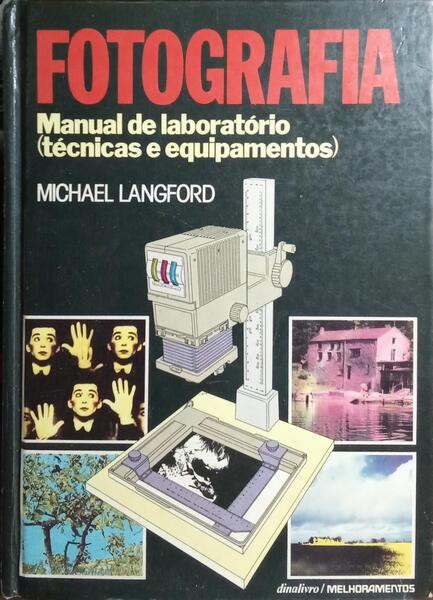 FOTOGRAFIA
Manual de laboratório
(técnicas e equipamentos)
MICHAEL LANGFORD
dinalivro/MELHORAMENTOS